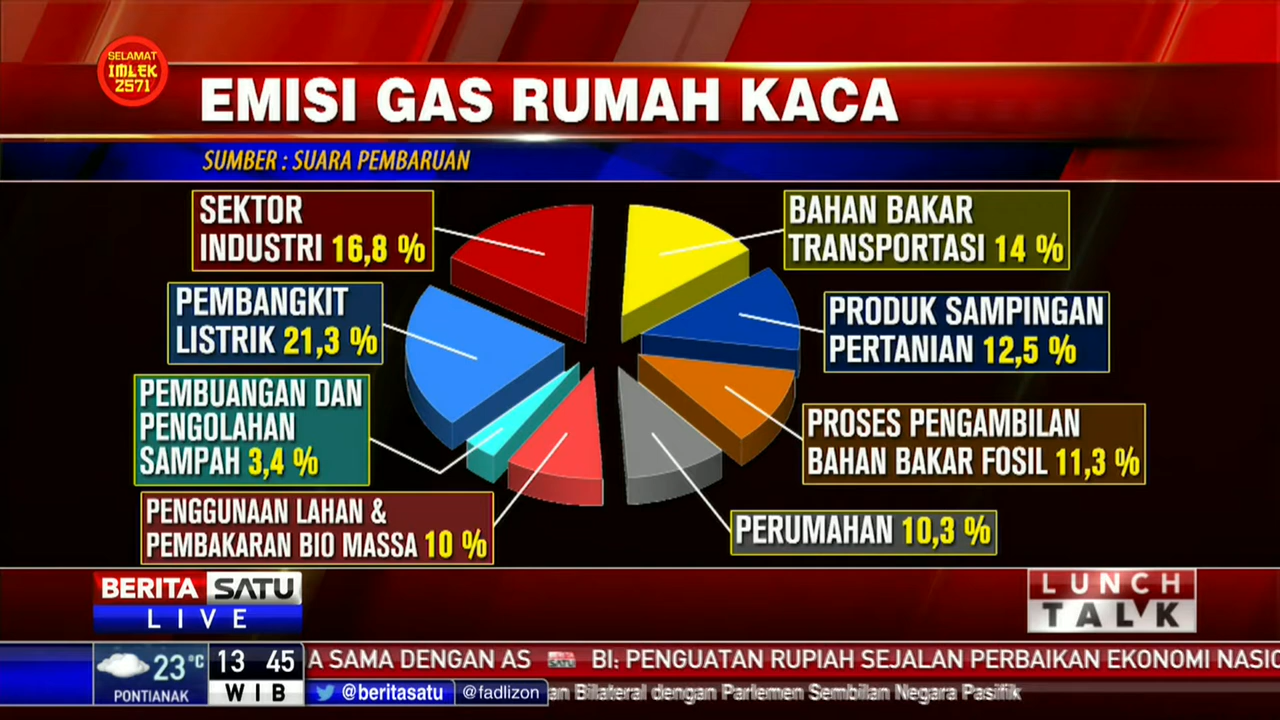 SELAMAT
IMLEK
2571
EMISI GAS RUMAH KACA
SUMBER : SUARA PEMBARUAN
SEKTOR
INDUSTRI 16,8 %
BAHAN BAKAR
TRANSPORTASI 14 %
PEMBANGKIT
LISTRIK 21,3 %
PRODUK SAMPINGAN
PERTANIAN 12,5 %
PEMBUANGAN DAN
PENGOLAHAN
SAMPAH 3,4 %
PROSES PENGAMBILAN
BAHAN BAKAR FOSIL 11,3 %
PENGGUNAAN LAHAN &
PEMBAKARAN BIO MASSA 10 %
PERUMAHAN 10,3 %
BERITA SATU
LIVE
LUNCH
TALK
23°C
PONTIANAK
13 45
WIB
A SAMA DENGAN AS BI: PENGUATAN RUPIAH SEJALAN PERBAIKAN EKONOMI NASIO
@beritasatu @fadlizon an Bilateral dengan Parlemen Sembilan Negara Pasifik